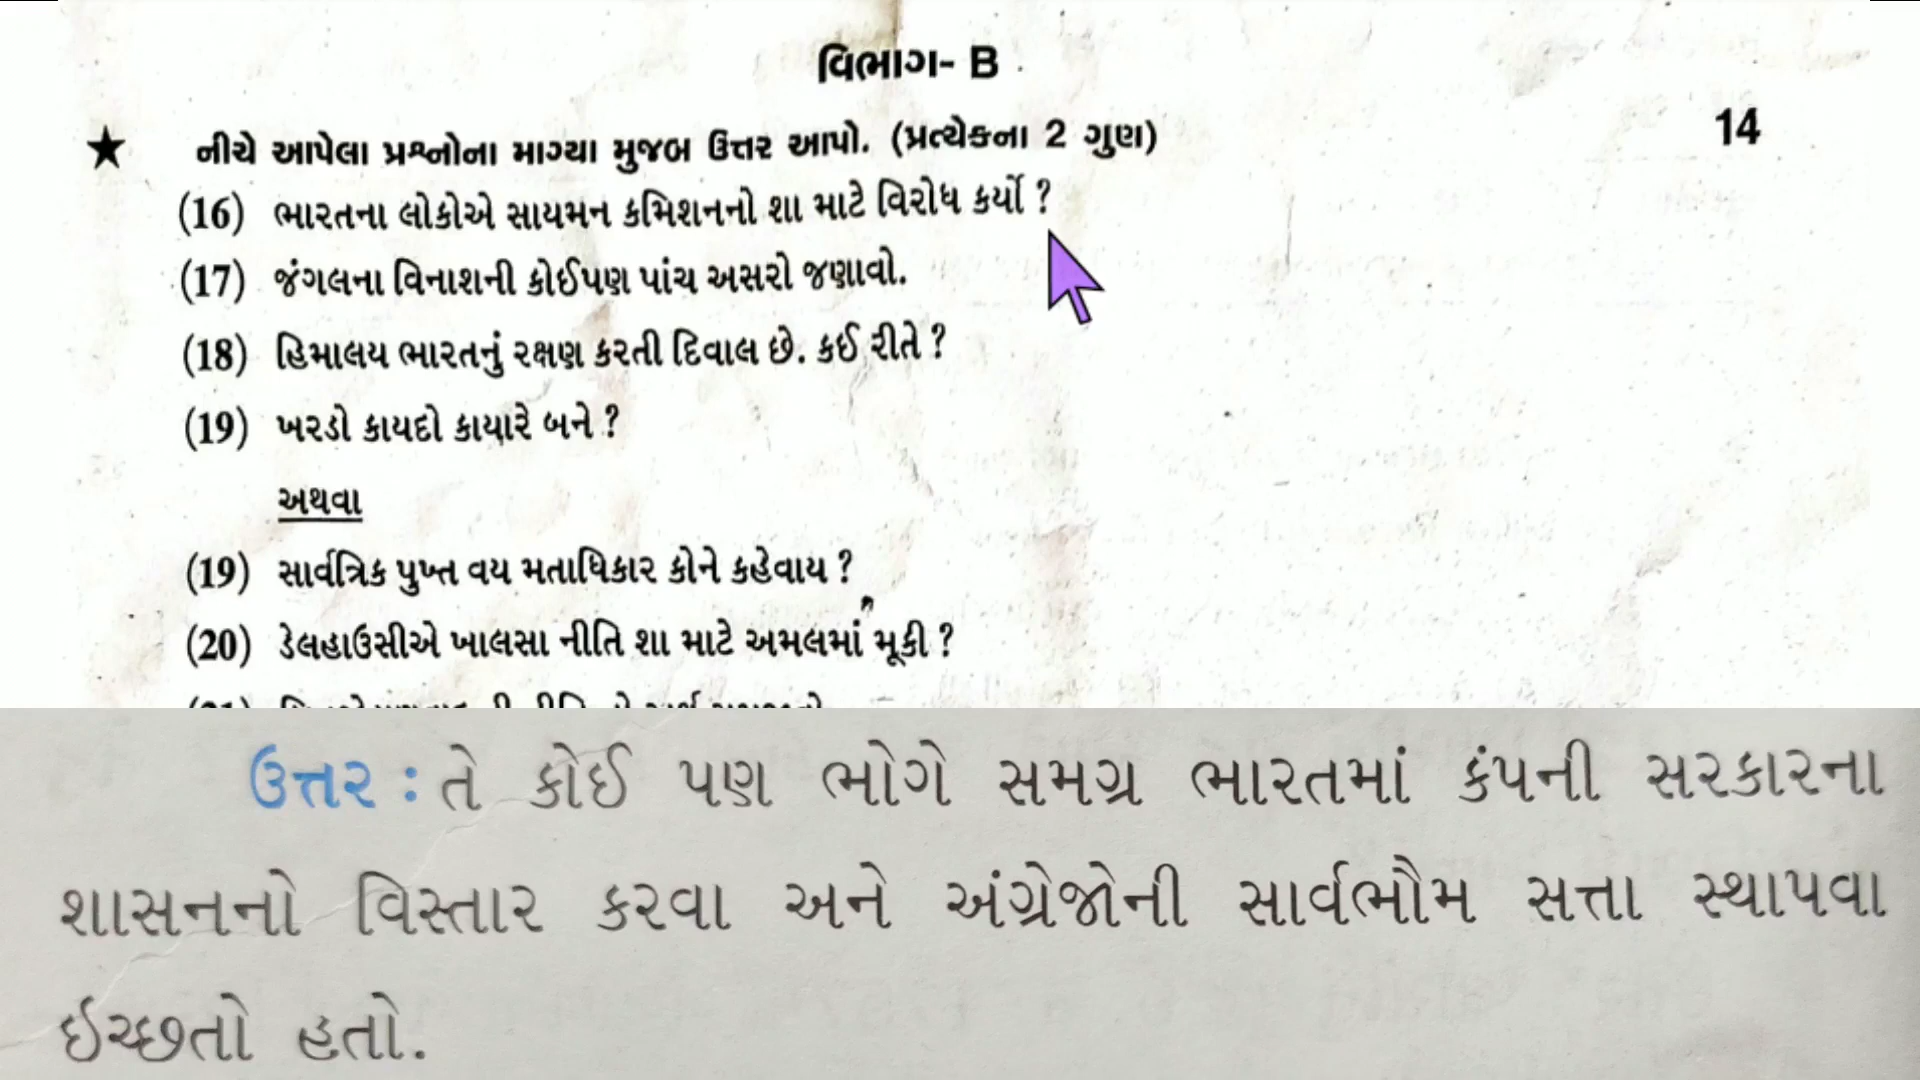 વિભાગ- B
★ નીચે આપેલા પ્રશ્નોના માગ્યા મુજબ ઉત્તર આપો. (પ્રત્યેકના 2 ગુણ) 14
(16) ભારતના લોકોએ સાયમન કમિશનનો શા માટે વિરોધ કર્યો ?
(17) જંગલના વિનાશની કોઈપણ પાંચ અસરો જણાવો.
(18) હિમાલય ભારતનું રક્ષણ કરતી દિવાલ છે. કઈ રીતે ?
(19) ખરડો કાયદો કાયારે બને ?
અથવા
(19) સાર્વત્રિક પુખ્ત વય મતાધિકાર કોને કહેવાય ?
(20) ડેલહાઉસીએ ખાલસા નીતિ શા માટે અમલમાં મૂકી ?
ઉત્તર : તે કોઈ પણ ભોગે સમગ્ર ભારતમાં કંપની સરકારના
શાસનનો વિસ્તાર કરવા અને અંગ્રેજોની સાર્વભૌમ સત્તા સ્થાપવા
ઇચ્છતો હતો.